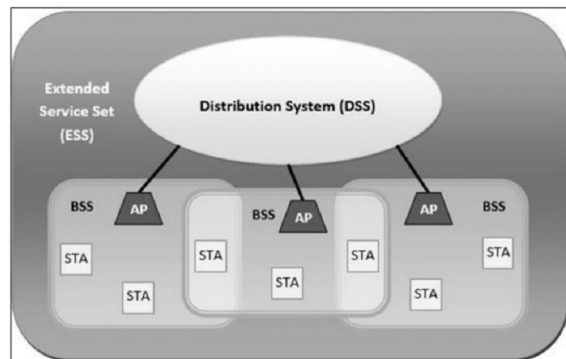 Extended
Service Set
(ESS)
Distribution System (DSS)
BSS
AP
BSS
AP
AP
BSS
STA
STA
STA
STA
STA
STA
STA